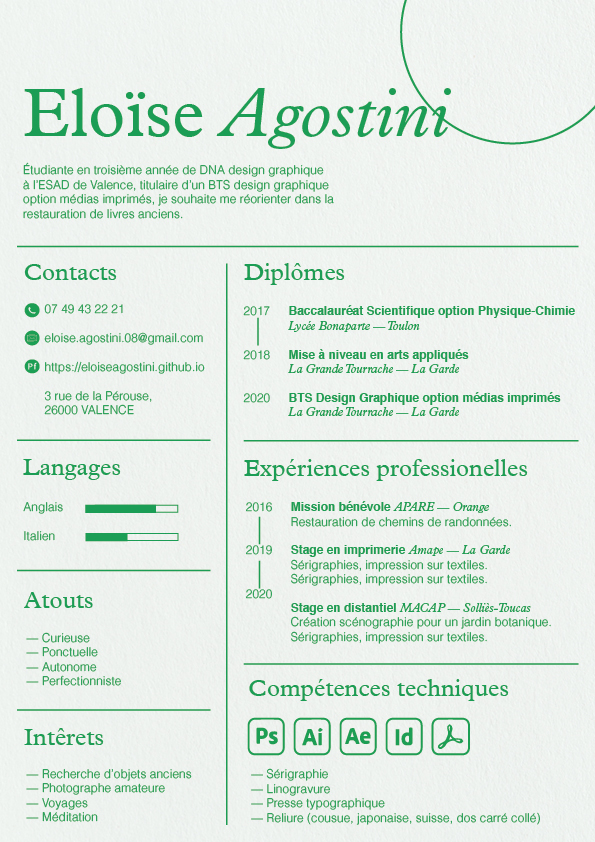 Eloïse Agostini
Étudiante en troisième année de DNA design graphique
à l'ESAD de Valence, titulaire d'un BTS design graphique
option médias imprimés, je souhaite me réorienter dans la
restauration de livres anciens.
Contacts
07 49 43 22 21
eloise.agostini.08@gmail.com
Pf https://eloiseagostini.github.io
3 rue de la Pérouse,
26000 VALENCE
Langages
Anglais
Italien
Atouts
— Curieuse
— Ponctuelle
— Autonome
— Perfectionniste
Intêrets
— Recherche d'objets anciens
— Photographe amateure
— Voyages
— Méditation
Diplômes
2017 Baccalauréat Scientifique option Physique-Chimie
Lycée Bonaparte — Toulon
2018 Mise à niveau en arts appliqués
La Grande Tourrache — La Garde
2020 BTS Design Graphique option médias imprimés
La Grande Tourrache — La Garde
Expériences professionelles
2016 Mission bénévole APARE — Orange
Restauration de chemins de randonnées.
2019 Stage en imprimerie Amape — La Garde
Sérigraphies, impression sur textiles.
Sérigraphies, impression sur textiles.
2020
Stage en distantiel MACAP — Solliès-Toucas
Création scénographie pour un jardin botanique.
Sérigraphies, impression sur textiles.
Compétences techniques
Ps Ai Ae Id
— Sérigraphie
— Linogravure
— Presse typographique
— Reliure (cousue, japonaise, suisse, dos carré collé)